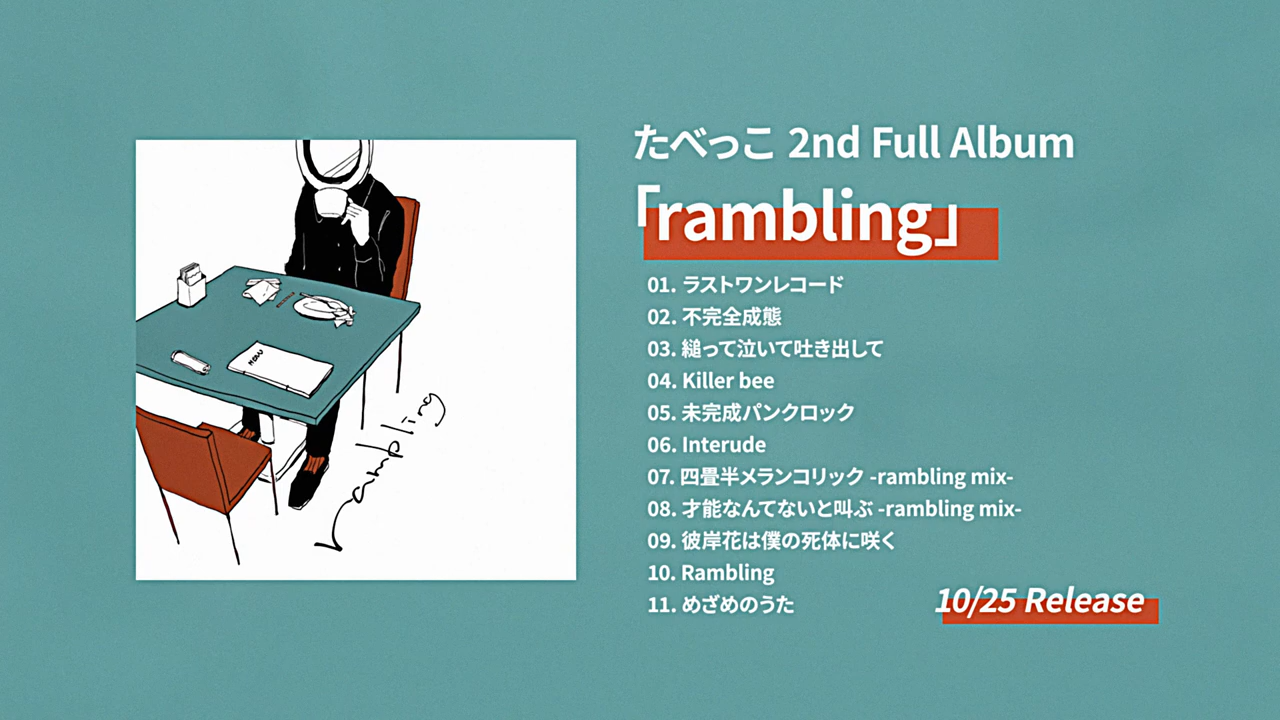 たべっこ 2nd Full Album
「rambling」
01. ラストワンレコード
02. 不完全成態
03. 縋って泣いて吐き出して
04. Killer bee
05. 未完成パンクロック
06. Interude
07. 四畳半メランコリック -rambling mix-
08. 才能なんてないと叫ぶ -rambling mix-
09. 彼岸花は僕の死体に咲く
10. Rambling
11. めざめのうた
10/25 Release
MENU
rambling